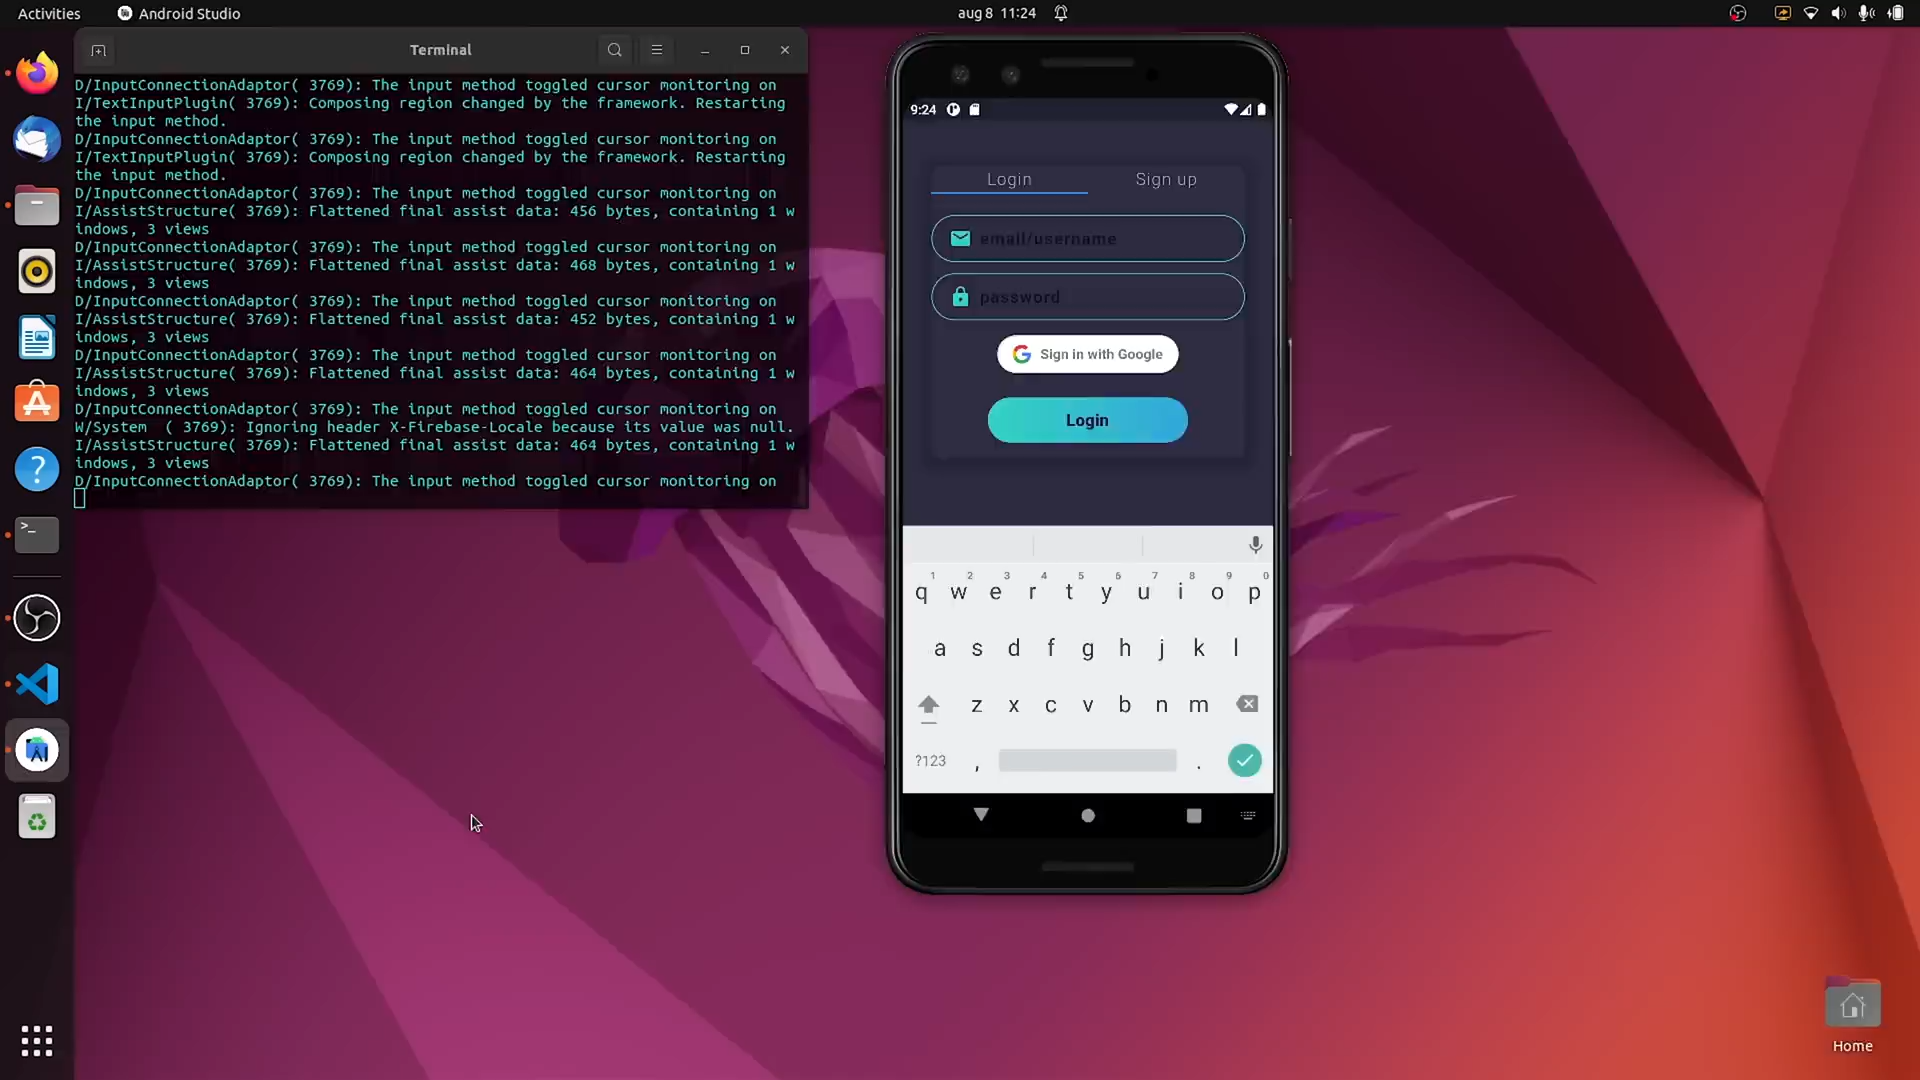 Activities
Android Studio
aug 8 11:24
Terminal
D/InputConnectionAdaptor( 3769): The input method toggled cursor monitoring on
I/TextInputPlugin( 3769): Composing region changed by the framework. Restarting
the input method.
D/InputConnectionAdaptor( 3769): The input method toggled cursor monitoring on
I/TextInputPlugin( 3769): Composing region changed by the framework. Restarting
the input method.
D/InputConnectionAdaptor( 3769): The input method toggled cursor monitoring on
I/AssistStructure( 3769): Flattened final assist data: 456 bytes, containing 1 w
indows, 3 views
D/InputConnectionAdaptor( 3769): The input method toggled cursor monitoring on
I/AssistStructure( 3769): Flattened final assist data: 468 bytes, containing 1 w
indows, 3 views
D/InputConnectionAdaptor( 3769): The input method toggled cursor monitoring on
I/AssistStructure( 3769): Flattened final assist data: 452 bytes, containing 1 w
indows, 3 views
D/InputConnectionAdaptor( 3769): The input method toggled cursor monitoring on
I/AssistStructure( 3769): Flattened final assist data: 464 bytes, containing 1 w
indows, 3 views
D/InputConnectionAdaptor( 3769): The input method toggled cursor monitoring on
W/System  ( 3769): Ignoring header X-Firebase-Locale because its value was null.
I/AssistStructure( 3769): Flattened final assist data: 464 bytes, containing 1 w
indows, 3 views
D/InputConnectionAdaptor( 3769): The input method toggled cursor monitoring on
9:24
Login Sign up
email/username
password
Sign in with Google
Login
1 2 3 4 5 6 7 8 9 0
q w e r t y u i o p
a s d f g h j k l
z x c v b n m
?123 , .
Home